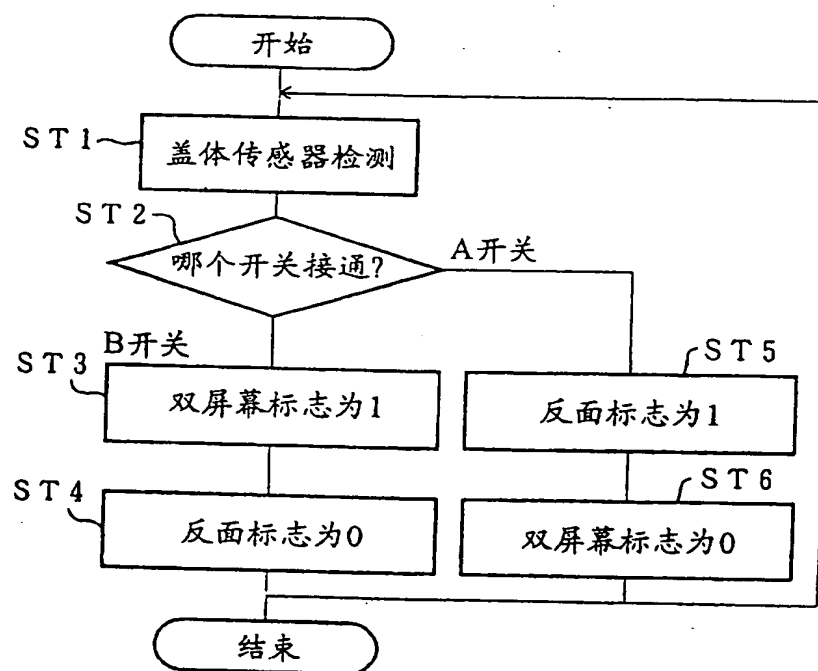 开始
ST1
盖体传感器检测
ST2
哪个开关接通?
A开关
B开关
ST3
双屏幕标志为1
ST5
反面标志为1
ST4
反面标志为0
ST6
双屏幕标志为0
结束